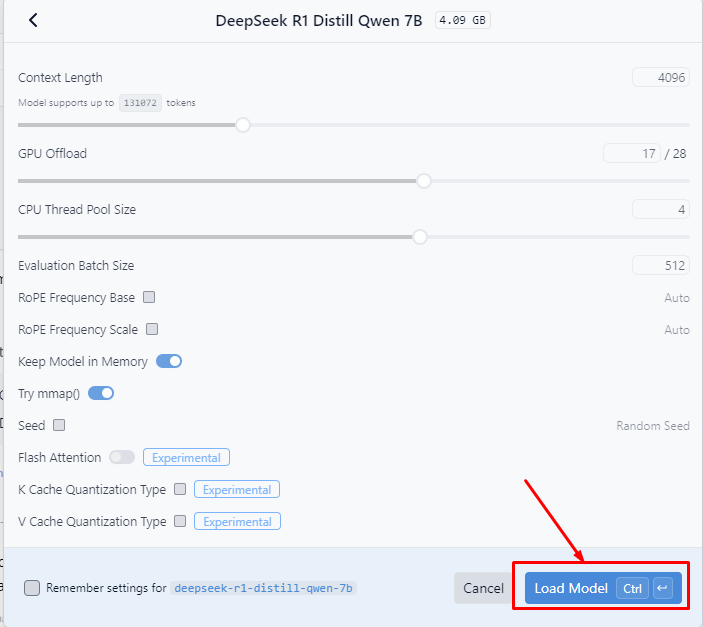 DeepSeek R1 Distill Qwen 7B 4.09 GB
Context Length 4096
Model supports up to 131072 tokens
GPU Offload 17 / 28
CPU Thread Pool Size 4
Evaluation Batch Size 512
RoPE Frequency Base Auto
RoPE Frequency Scale Auto
Keep Model in Memory
Try mmap()
Seed Random Seed
Flash Attention Experimental
K Cache Quantization Type Experimental
V Cache Quantization Type Experimental
Remember settings for deepseek-r1-distill-qwen-7b Cancel Load Model Ctrl ↩